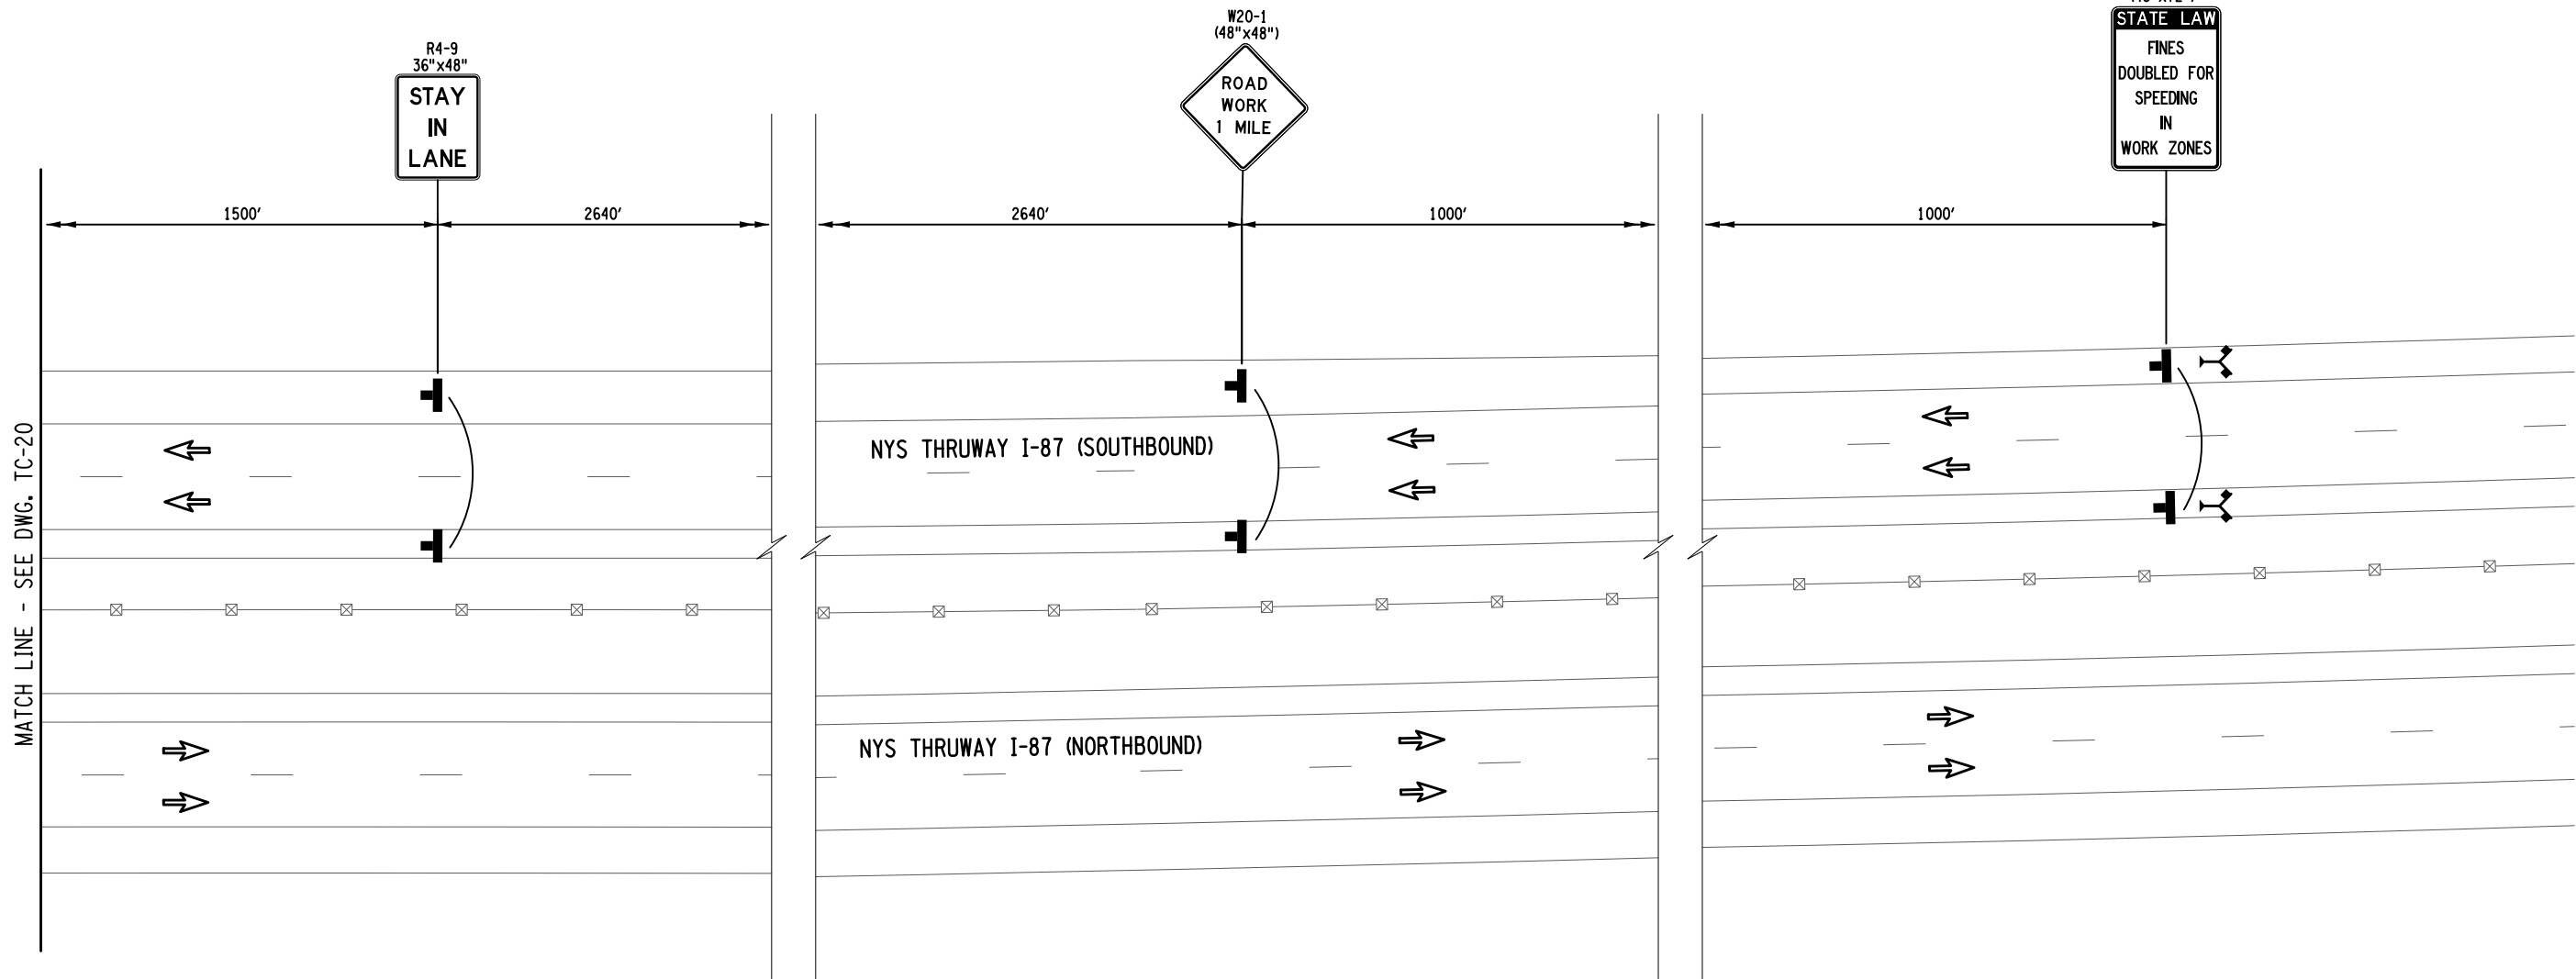 R4-9
36"x48"
STAY
IN
LANE
W20-1
(48"x48")
ROAD
WORK
1 MILE
STATE LAW
FINES
DOUBLED FOR
SPEEDING
IN
WORK ZONES
1500'
2640'
2640'
1000'
1000'
MATCH LINE - SEE DWG. TC-20
NYS THRUWAY I-87 (SOUTHBOUND)
NYS THRUWAY I-87 (NORTHBOUND)